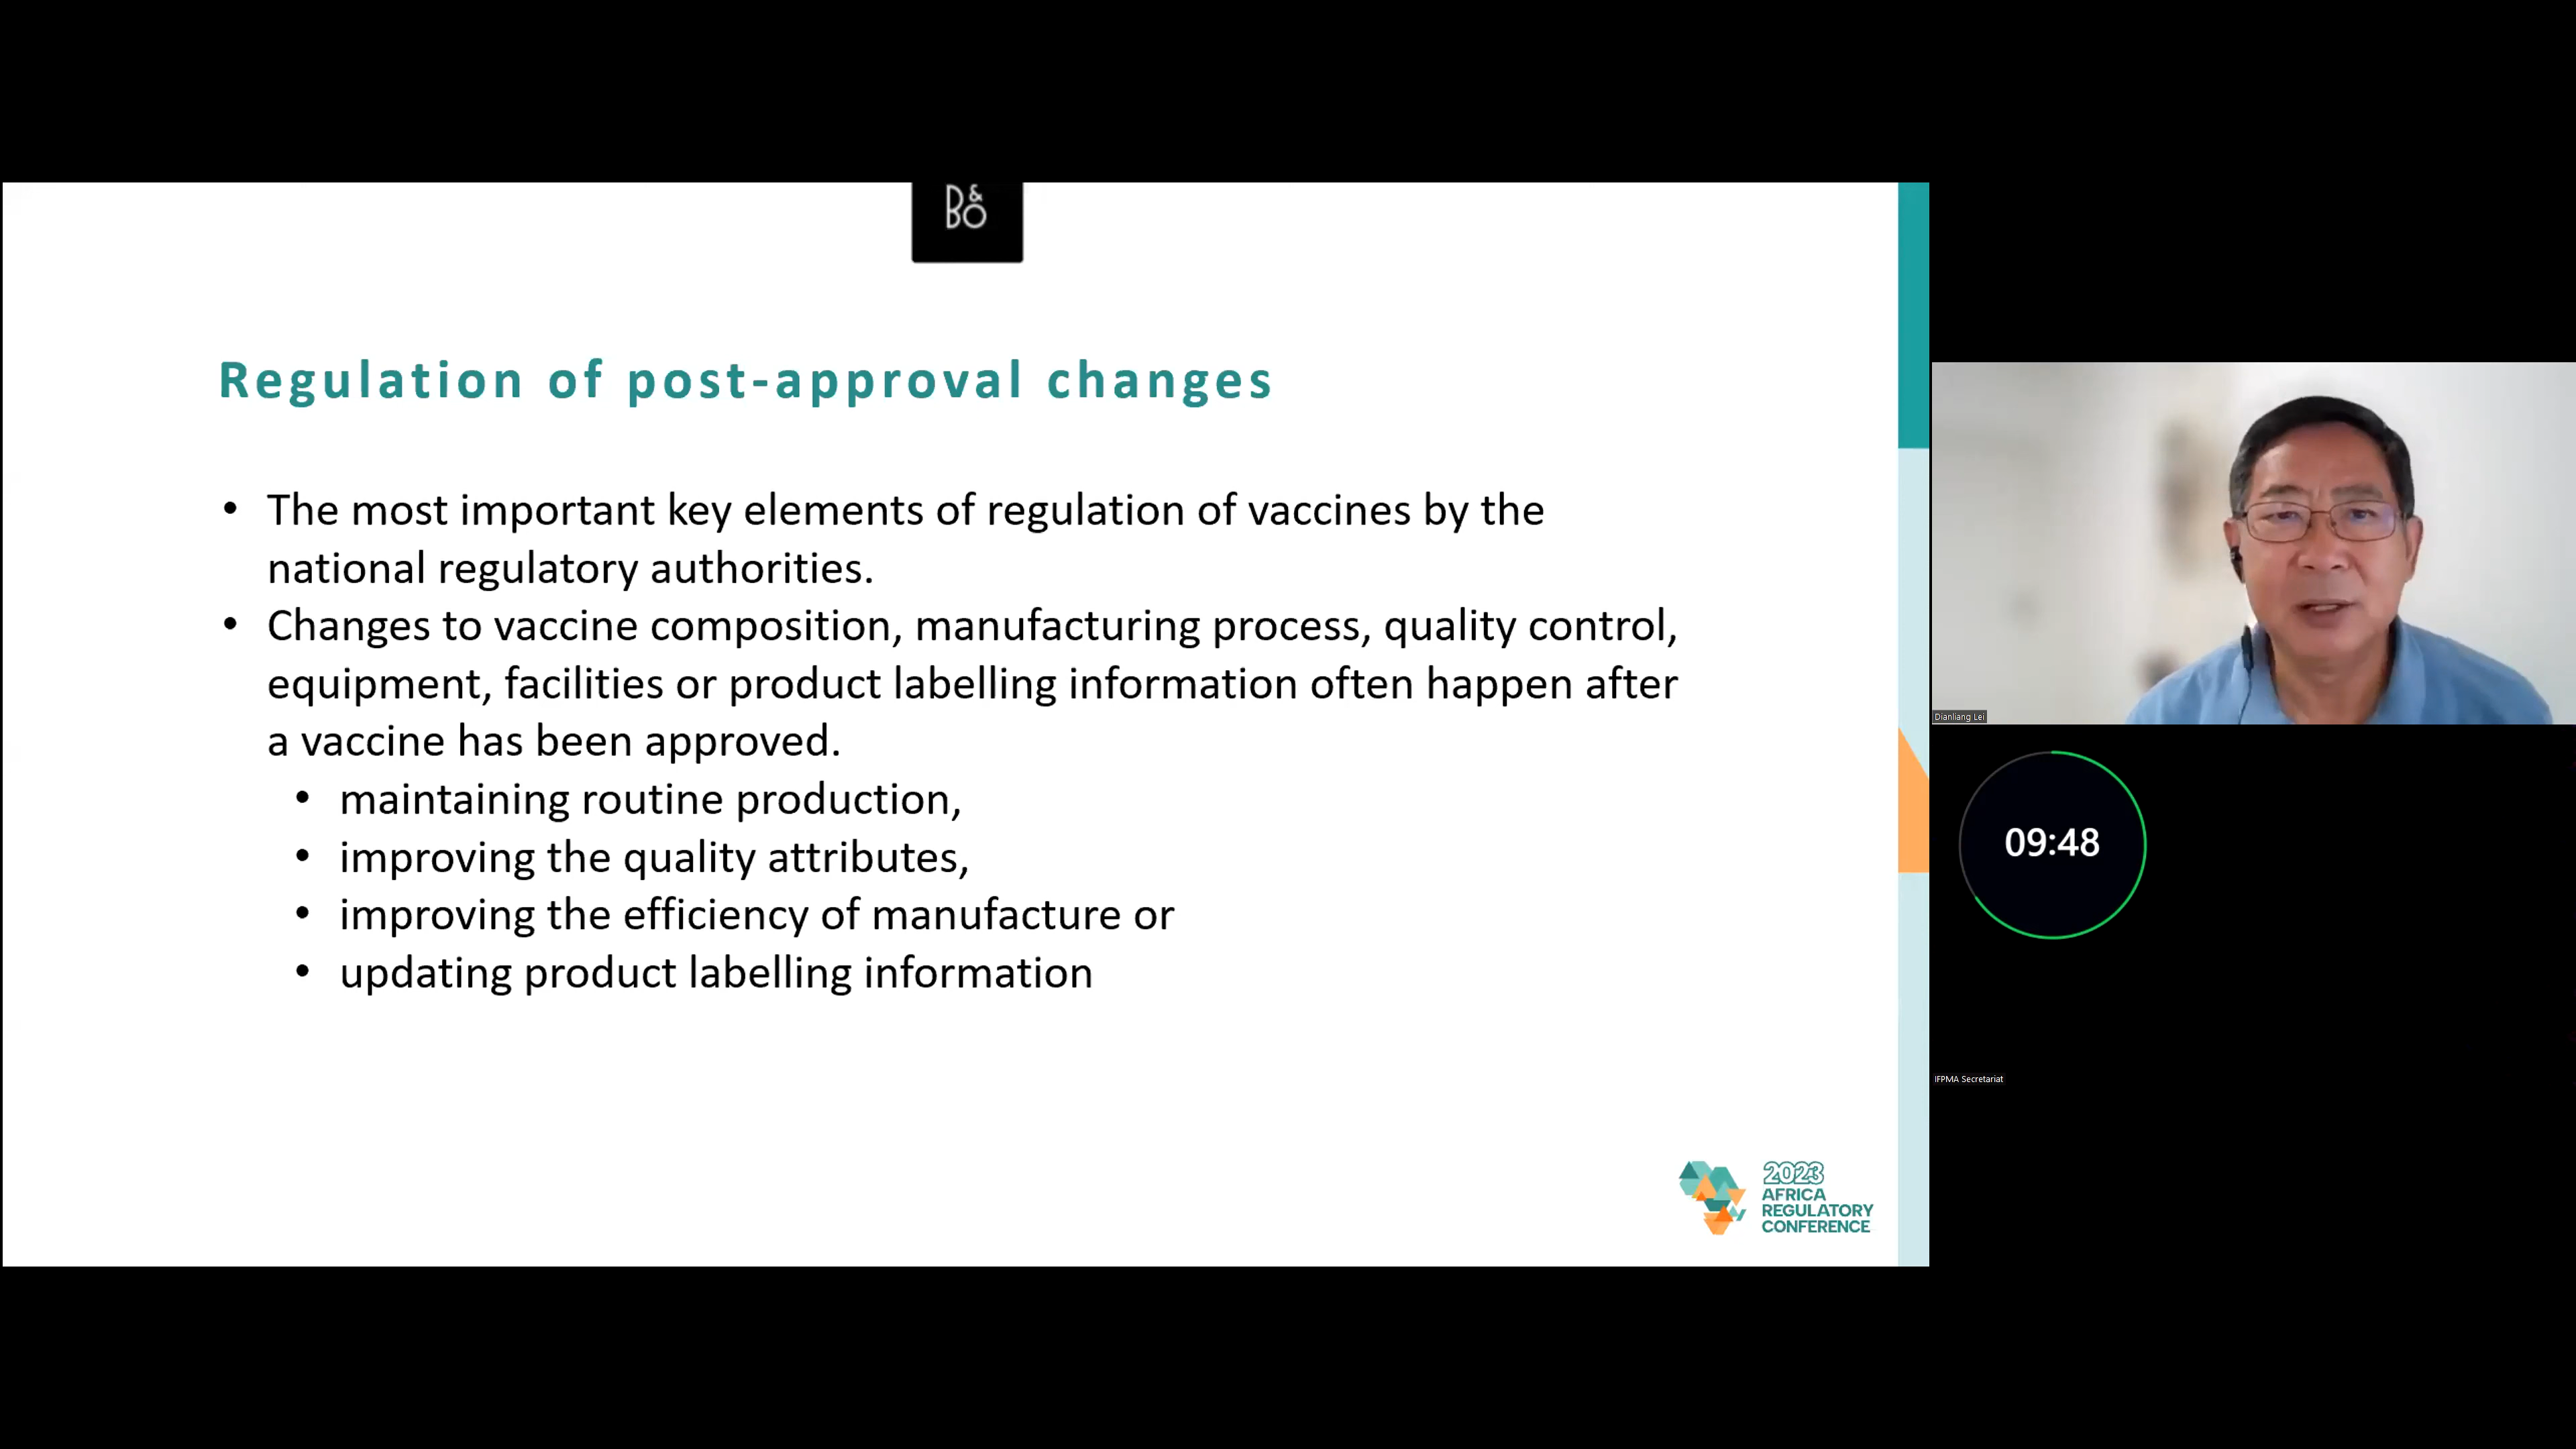 B&O
Regulation of post-approval changes
• The most important key elements of regulation of vaccines by the
national regulatory authorities.
• Changes to vaccine composition, manufacturing process, quality control,
equipment, facilities or product labelling information often happen after
a vaccine has been approved.
• maintaining routine production,
• improving the quality attributes,
• improving the efficiency of manufacture or
• updating product labelling information
2023
AFRICA
REGULATORY
CONFERENCE
Dianliang Lei
09:48
IFPMA Secretariat